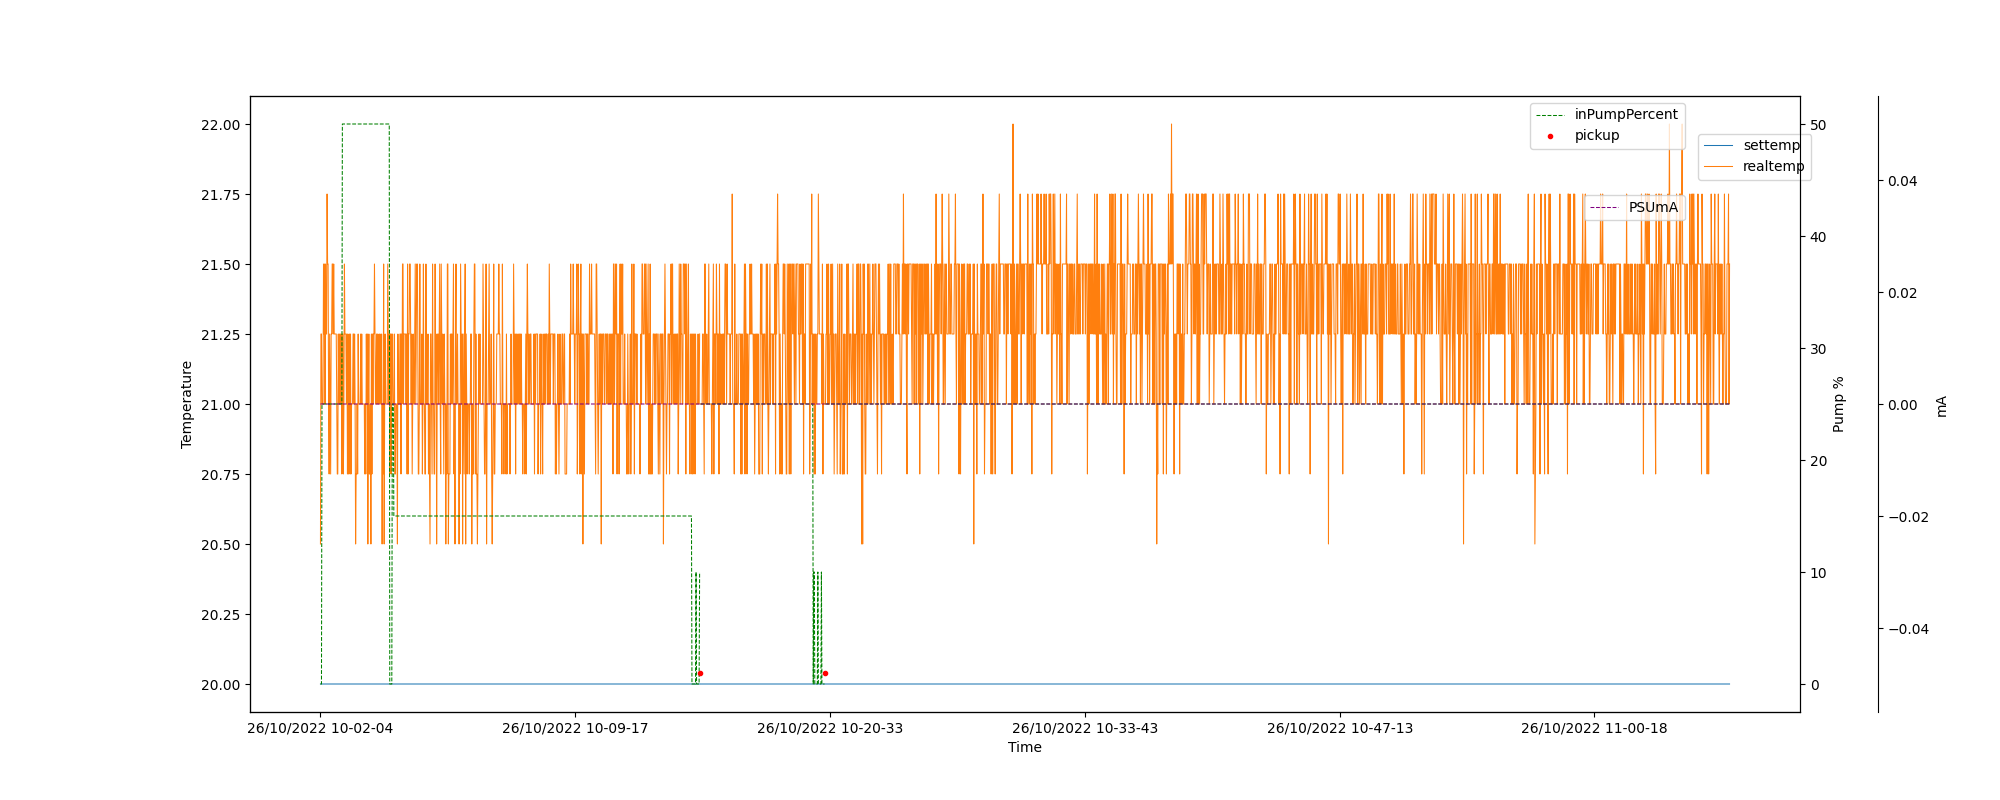 inPumpPercent
pickup
settemp
realtemp
PSUmA
22.00
21.75
21.50
21.25
21.00
20.75
20.50
20.25
20.00
Temperature
50
40
30
20
10
0
Pump %
0.04
0.02
0.00
−0.02
−0.04
mA
26/10/2022 10-02-04
26/10/2022 10-09-17
26/10/2022 10-20-33
26/10/2022 10-33-43
26/10/2022 10-47-13
26/10/2022 11-00-18
Time